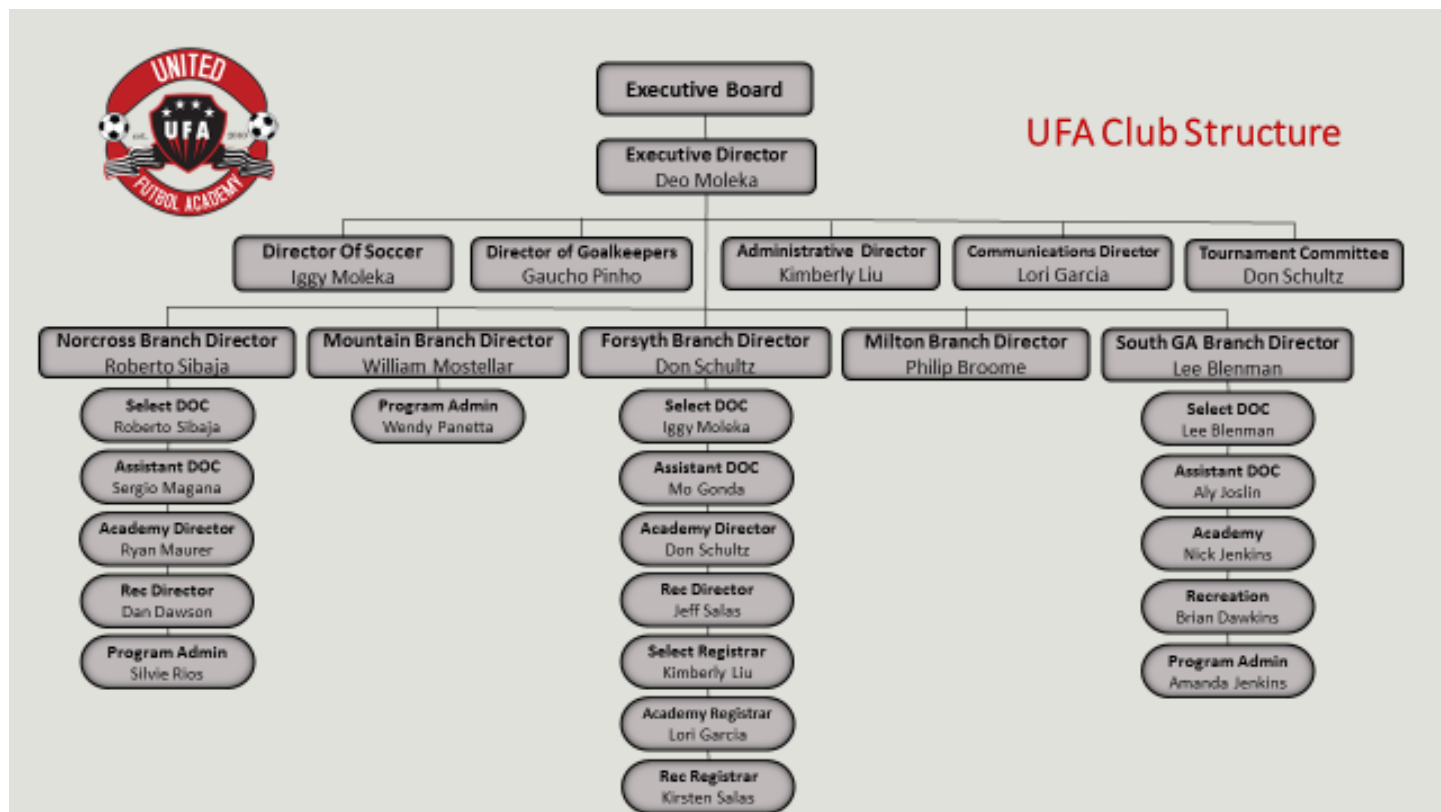 UNITED
UFA
est.
2010
FUTBOL ACADEMY
Executive Board
UFA Club Structure
Executive Director
Deo Moleka
Director Of Soccer
Iggy Moleka
Director of Goalkeepers
Gaucho Pinho
Administrative Director
Kimberly Liu
Communications Director
Lori Garcia
Tournament Committee
Don Schultz
Norcross Branch Director
Roberto Sibaja
Mountain Branch Director
William Mostellar
Forsyth Branch Director
Don Schultz
Milton Branch Director
Philip Broome
South GA Branch Director
Lee Blenman
Select DOC
Roberto Sibaja
Assistant DOC
Sergio Magana
Academy Director
Ryan Maurer
Rec Director
Dan Dawson
Program Admin
Silvie Rios
Program Admin
Wendy Panetta
Select DOC
Iggy Moleka
Assistant DOC
Mo Gonda
Academy Director
Don Schultz
Rec Director
Jeff Salas
Select Registrar
Kimberly Liu
Academy Registrar
Lori Garcia
Rec Registrar
Kirsten Salas
Select DOC
Lee Blenman
Assistant DOC
Aly Joslin
Academy
Nick Jenkins
Recreation
Brian Dawkins
Program Admin
Amanda Jenkins